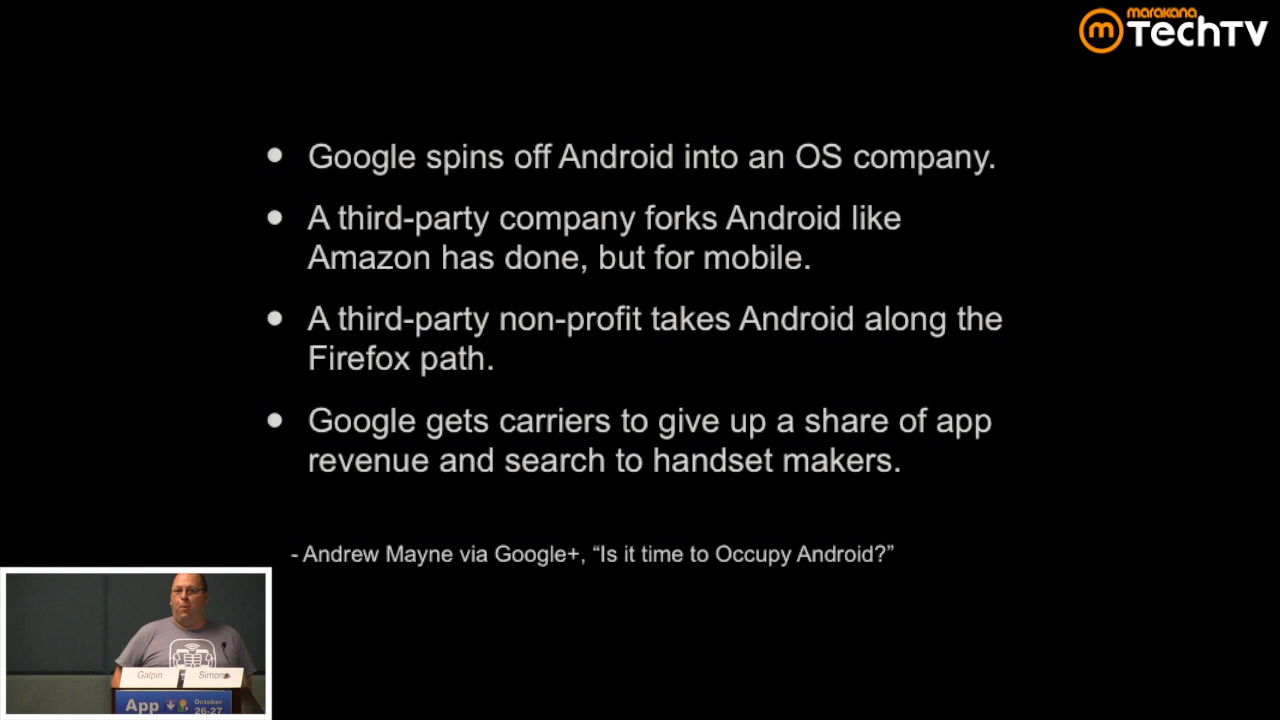 marakana
m TechTV
Google spins off Android into an OS company.
A third-party company forks Android like
Amazon has done, but for mobile.
A third-party non-profit takes Android along the
Firefox path.
Google gets carriers to give up a share of app
revenue and search to handset makers.
- Andrew Mayne via Google+, “Is it time to Occupy Android?”
Galpin
App
October
26-27